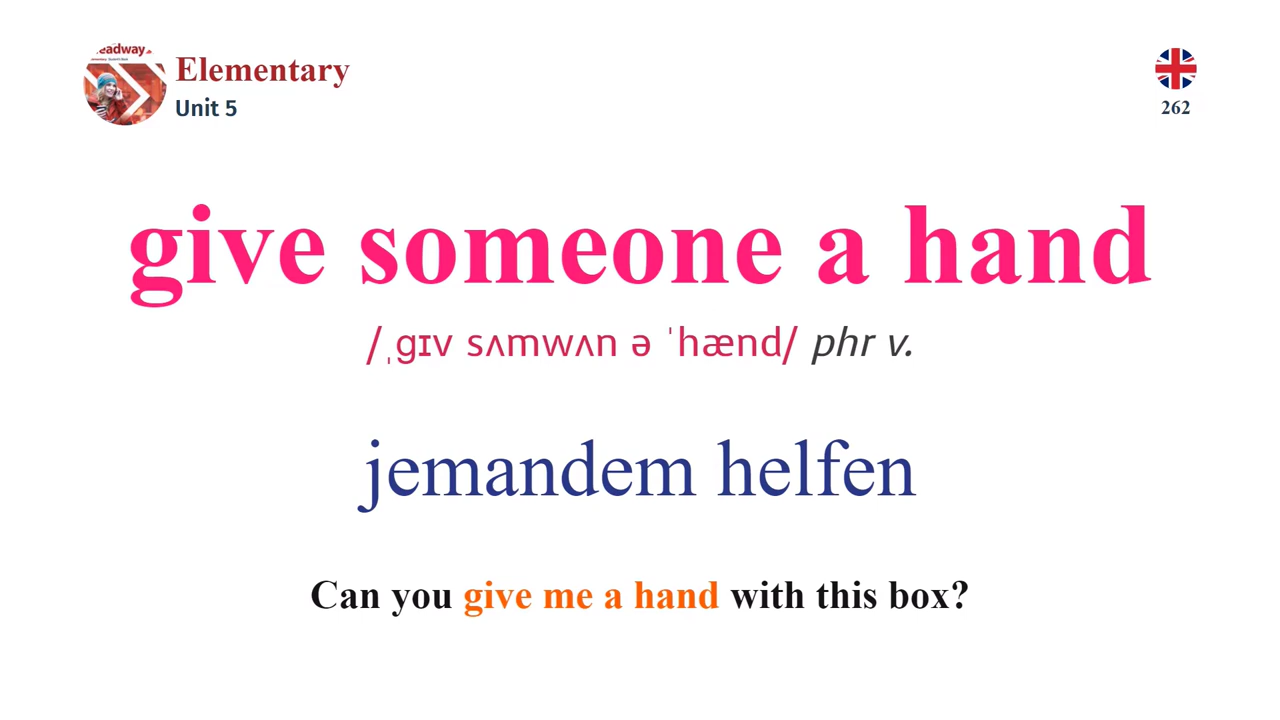 eadway
Elementary
Unit 5
262
give someone a hand
/ˌɡɪv sʌmwʌn ə ˈhænd/ phr v.
jemandem helfen
Can you give me a hand with this box?